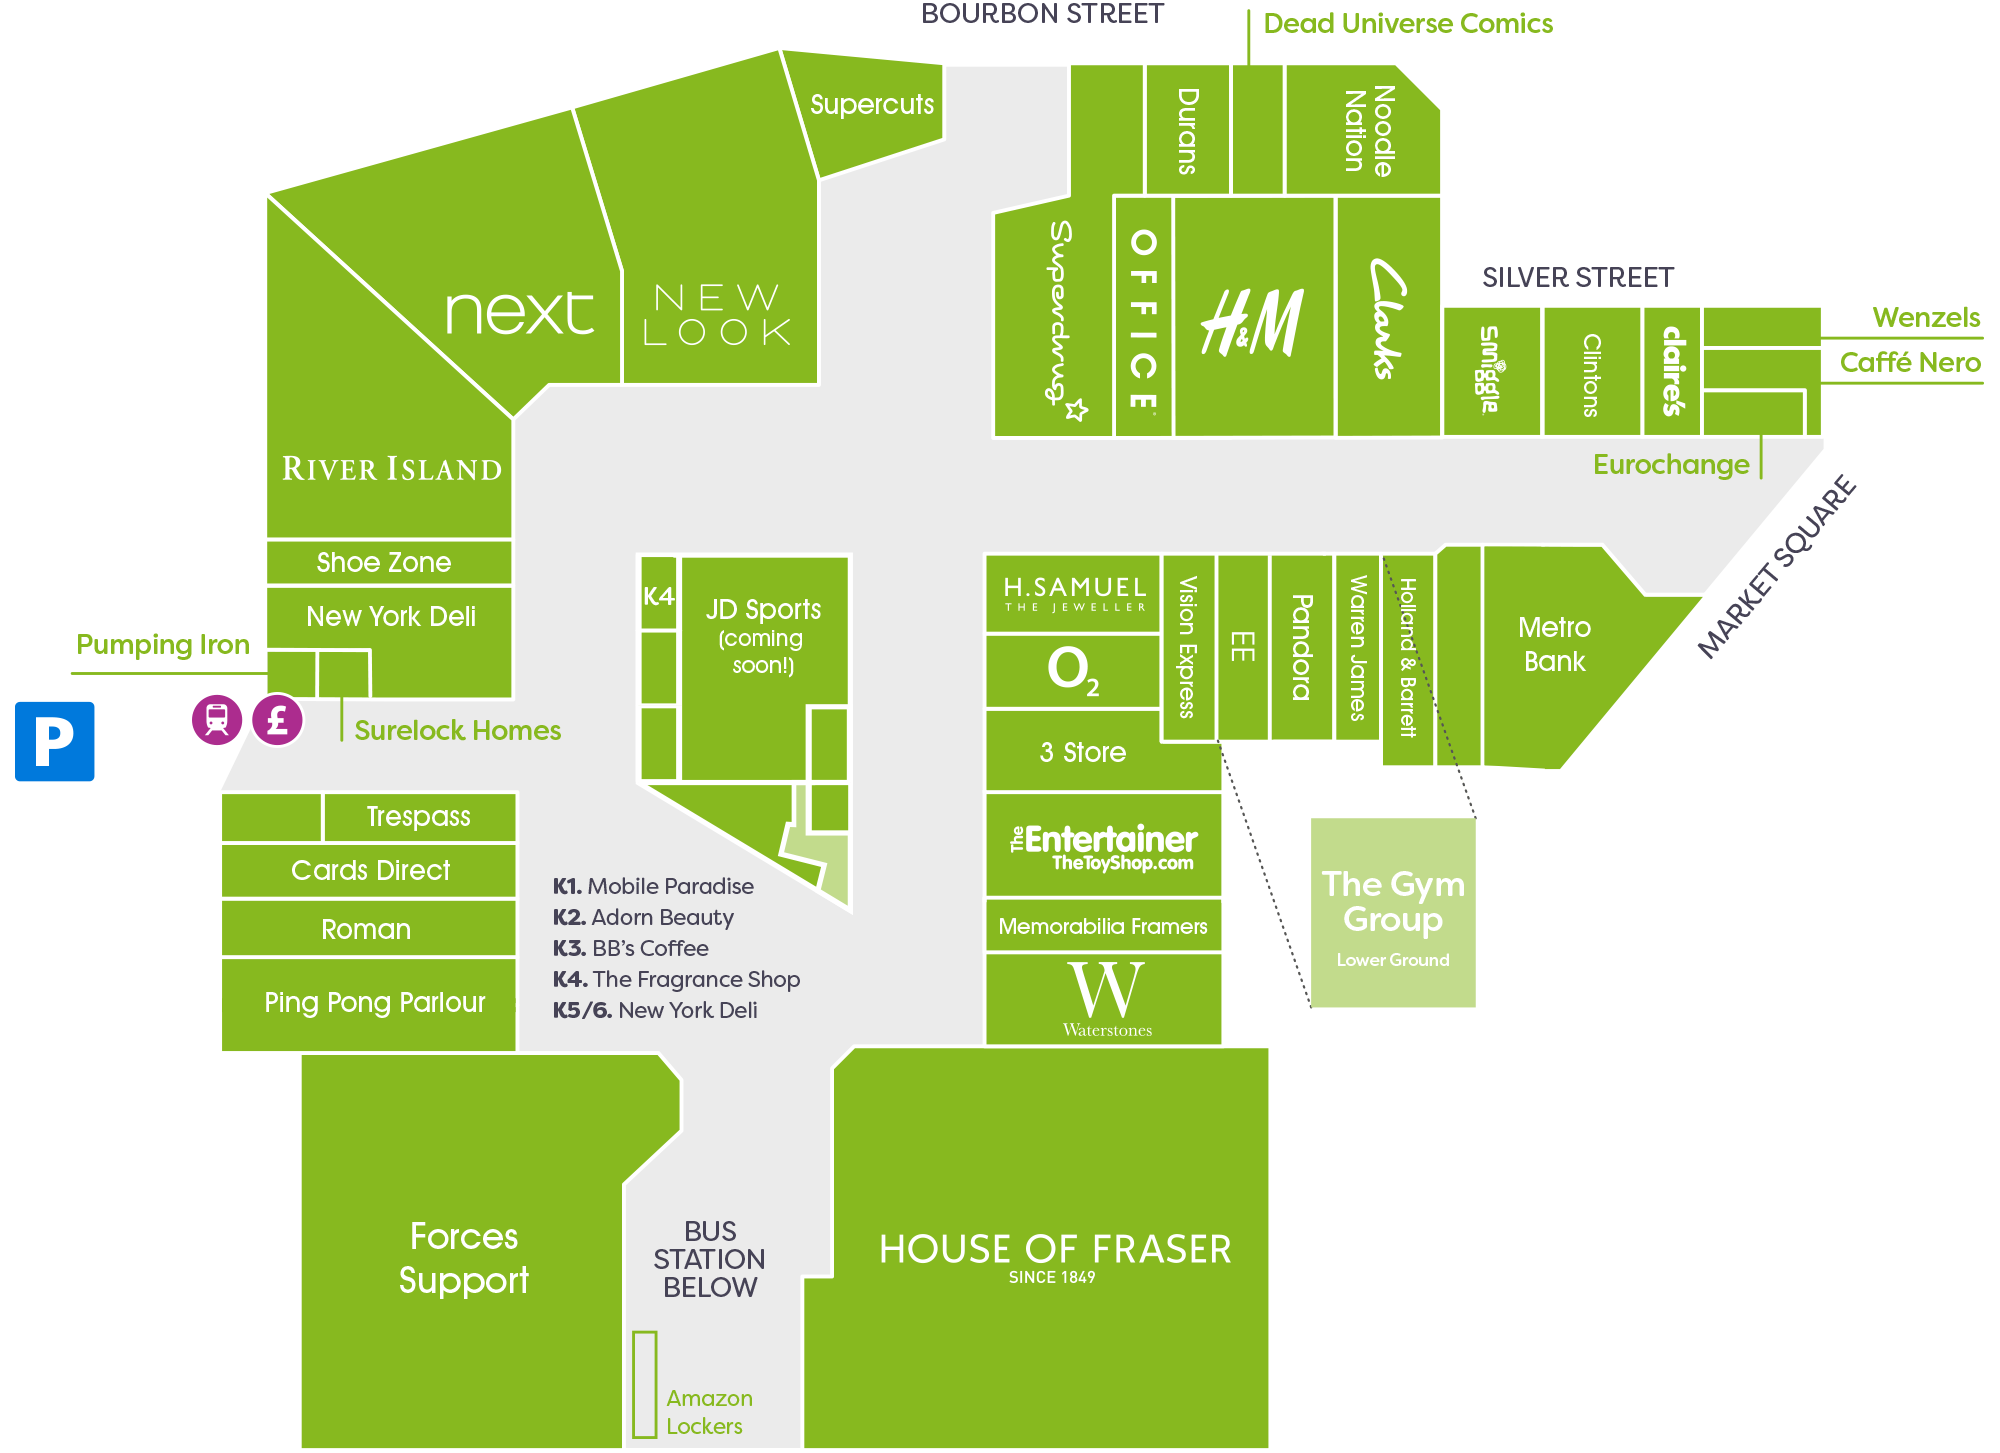 BOURBON STREET
Dead Universe Comics
Supercuts
Durans
Noodle
Nation
next
NEW
LOOK
Superdrug
OFFICE
H&M
Clarks
SILVER STREET
Smiggle
Clintons
claire's
Wenzels
Caffé Nero
Eurochange
MARKET SQUARE
RIVER ISLAND
Shoe Zone
New York Deli
Pumping Iron
Surelock Homes
P
£
K4
JD Sports
(coming
soon!)
H.SAMUEL
THE JEWELLER
O2
3 Store
Vision Express
EE
Pandora
Warren James
Holland & Barrett
Metro
Bank
The Entertainer
TheToyShop.com
Memorabilia Framers
W
Waterstones
The Gym
Group
Lower Ground
Trespass
Cards Direct
Roman
Ping Pong Parlour
K1. Mobile Paradise
K2. Adorn Beauty
K3. BB's Coffee
K4. The Fragrance Shop
K5/6. New York Deli
Forces
Support
BUS
STATION
BELOW
HOUSE OF FRASER
SINCE 1849
Amazon
Lockers